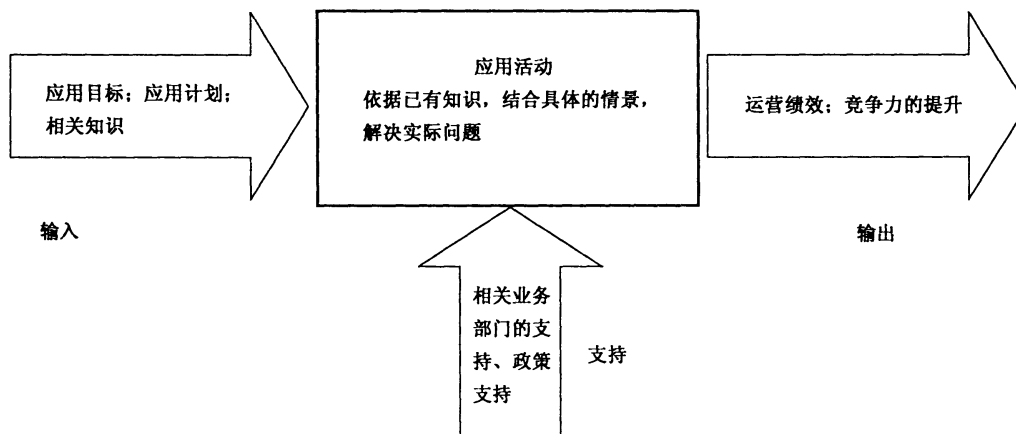 应用目标；应用计划；
相关知识
输入
应用活动
依据已有知识，结合具体的情景，
解决实际问题
运营绩效；竞争力的提升
输出
相关业务
部门的支
持、政策
支持
支持